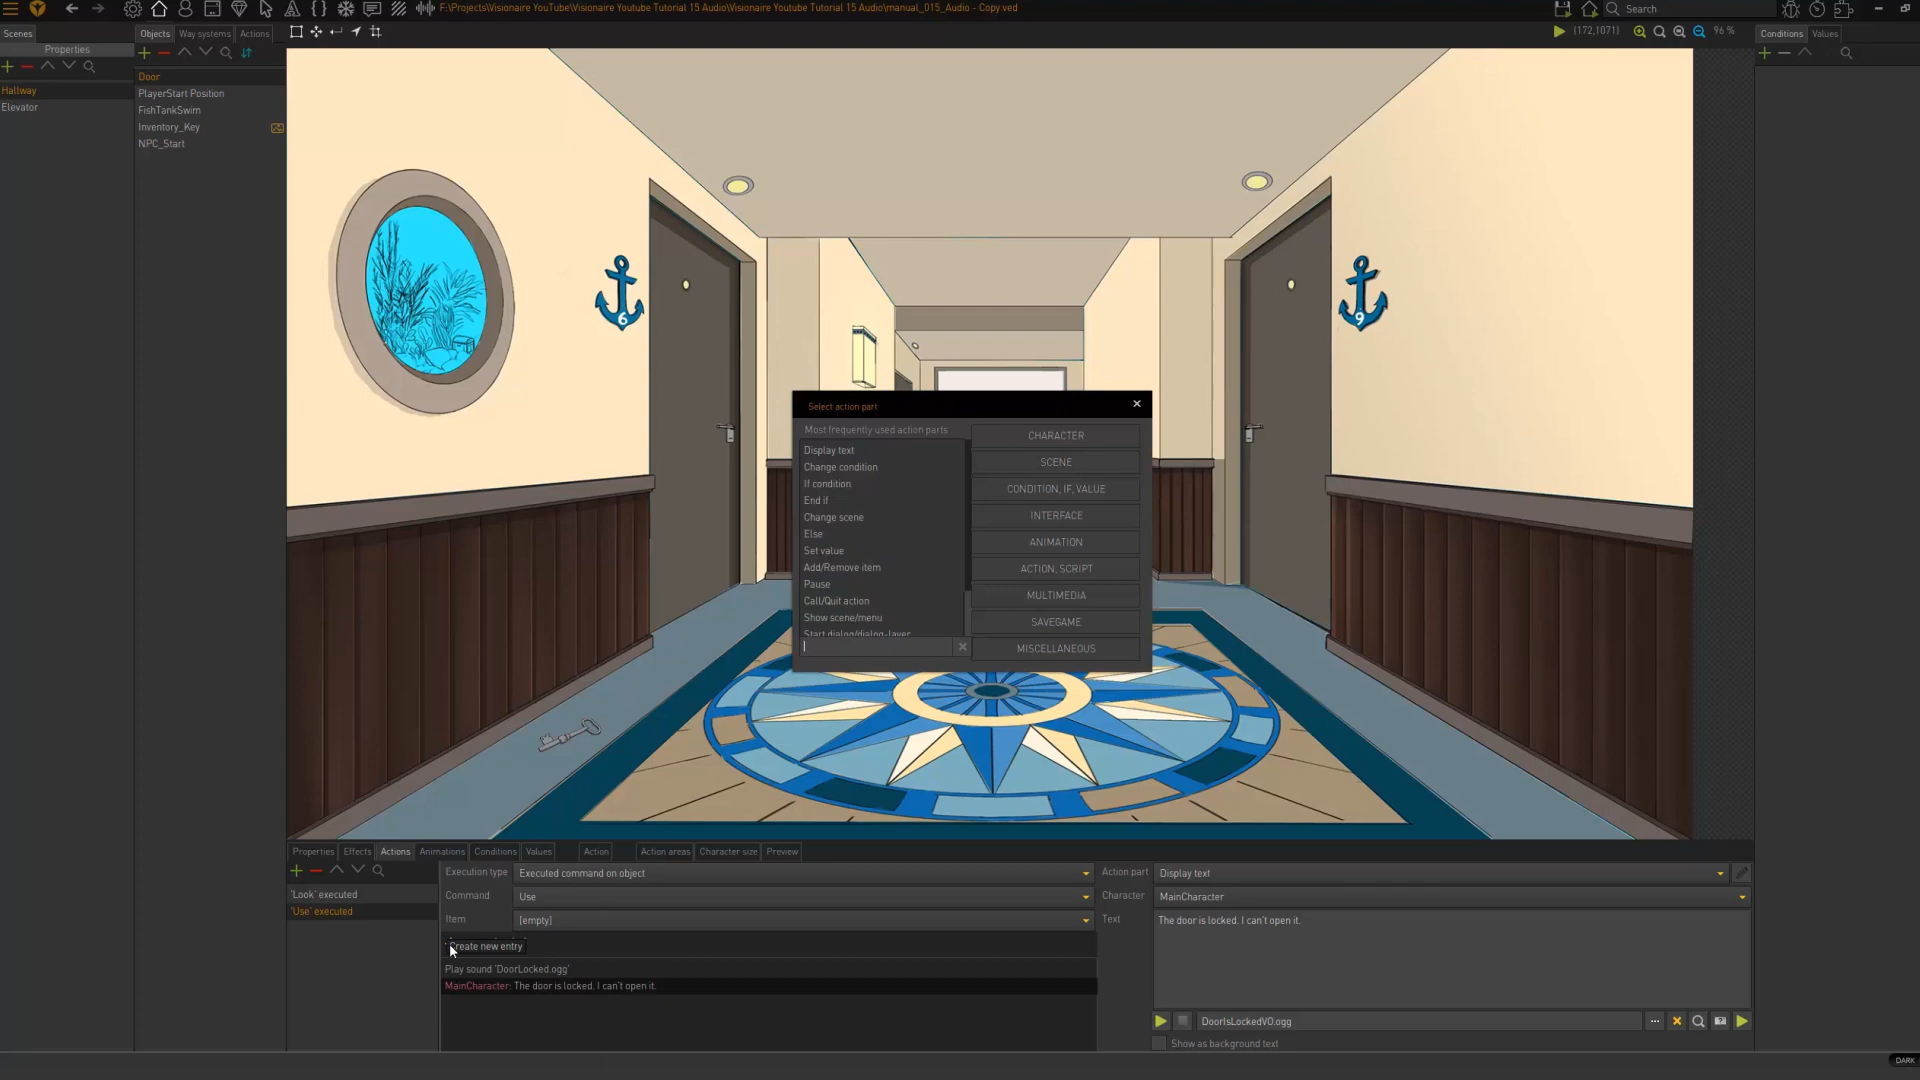 F:\Projects\Visionaire YouTube\Visionaire Youtube Tutorial 15 Audio\Visionaire Youtube Tutorial 15 Audio\manual_015_Audio - Copy.ved
Search
Scenes
Properties
Objects
Way systems
Actions
(172,1071)
96 %
Conditions
Values
Hallway
Elevator
Door
PlayerStart Position
FishTankSwim
Inventory_Key
NPC_Start
6
9
Select action part
Most frequently used action parts
Display text
Change condition
If condition
End if
Change scene
Else
Set value
Add/Remove item
Pause
Call/Quit action
Show scene/menu
Start dialog/dialog-layer
CHARACTER
SCENE
CONDITION, IF, VALUE
INTERFACE
ANIMATION
ACTION, SCRIPT
MULTIMEDIA
SAVEGAME
MISCELLANEOUS
Properties
Effects
Actions
Animations
Conditions
Values
Action
Action areas
Character size
Preview
'Look' executed
'Use' executed
Execution type
Executed command on object
Command
Use
Item
[empty]
Create new entry
Play sound 'DoorLocked.ogg'
MainCharacter: The door is locked. I can't open it.
Action part
Display text
Character
MainCharacter
Text
The door is locked. I can't open it.
DoorIsLockedVO.ogg
Show as background text
DARK